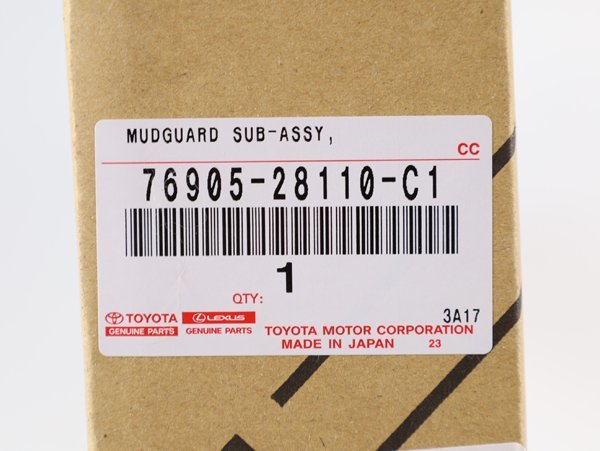 MUDGUARD SUB-ASSY,
CC
76905-28110-C1
1
QTY:
3A17
TOYOTA LEXUS
GENUINE PARTS GENUINE PARTS
TOYOTA MOTOR CORPORATION
MADE IN JAPAN 23